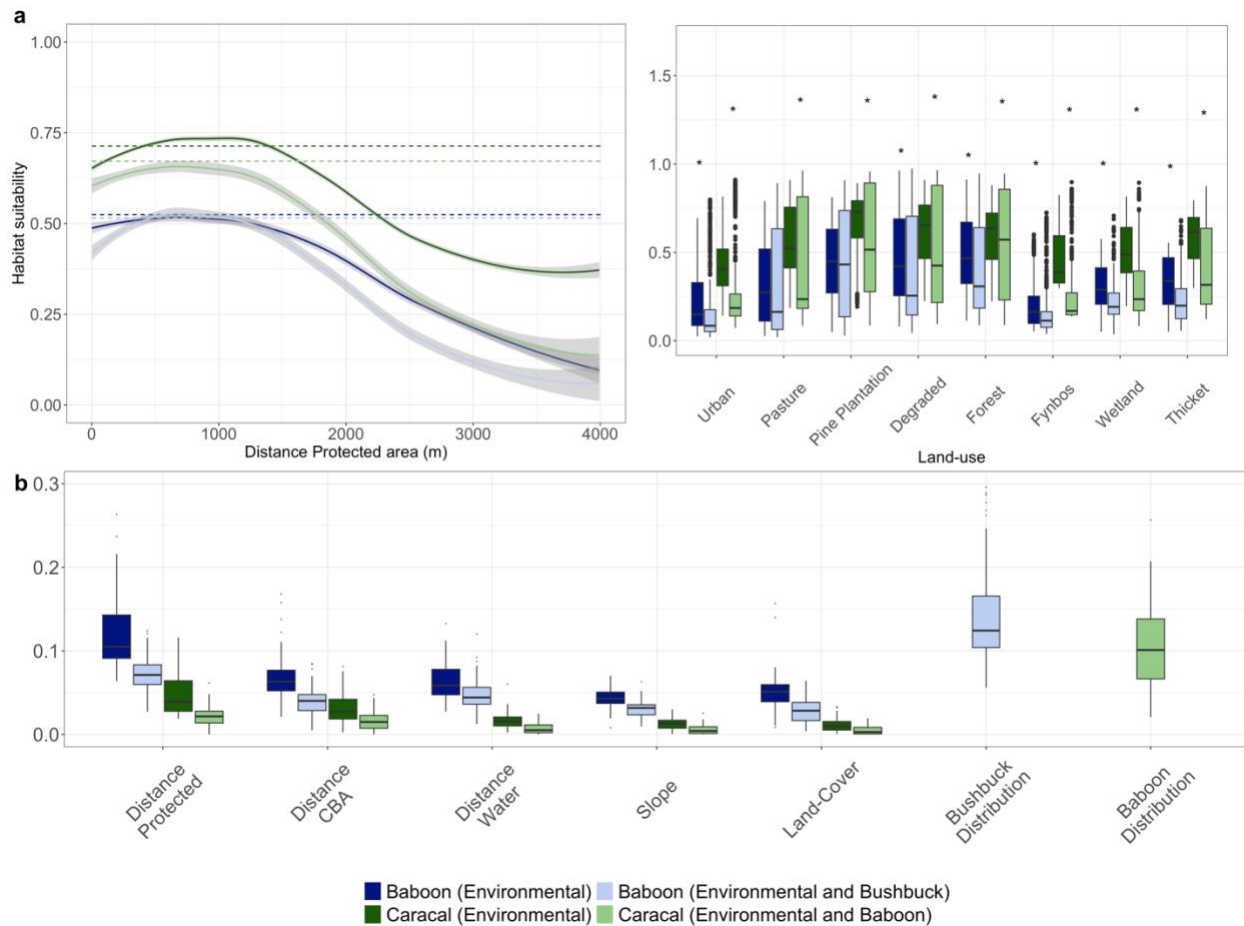 a
1.00
0.75
0.50
0.25
0.00
Habitat suitability
0
1000
2000
3000
4000
Distance Protected area (m)
1.5
1.0
0.5
0.0
* * * * * * * * * * * * * *
Urban
Pasture
Pine Plantation
Degraded
Forest
Fynbos
Wetland
Thicket
Land-use
b
0.3
0.2
0.1
0.0
Distance
Protected
Distance
CBA
Distance
Water
Slope
Land-Cover
Bushbuck
Distribution
Baboon
Distribution
Baboon (Environmental)
Baboon (Environmental and Bushbuck)
Caracal (Environmental)
Caracal (Environmental and Baboon)